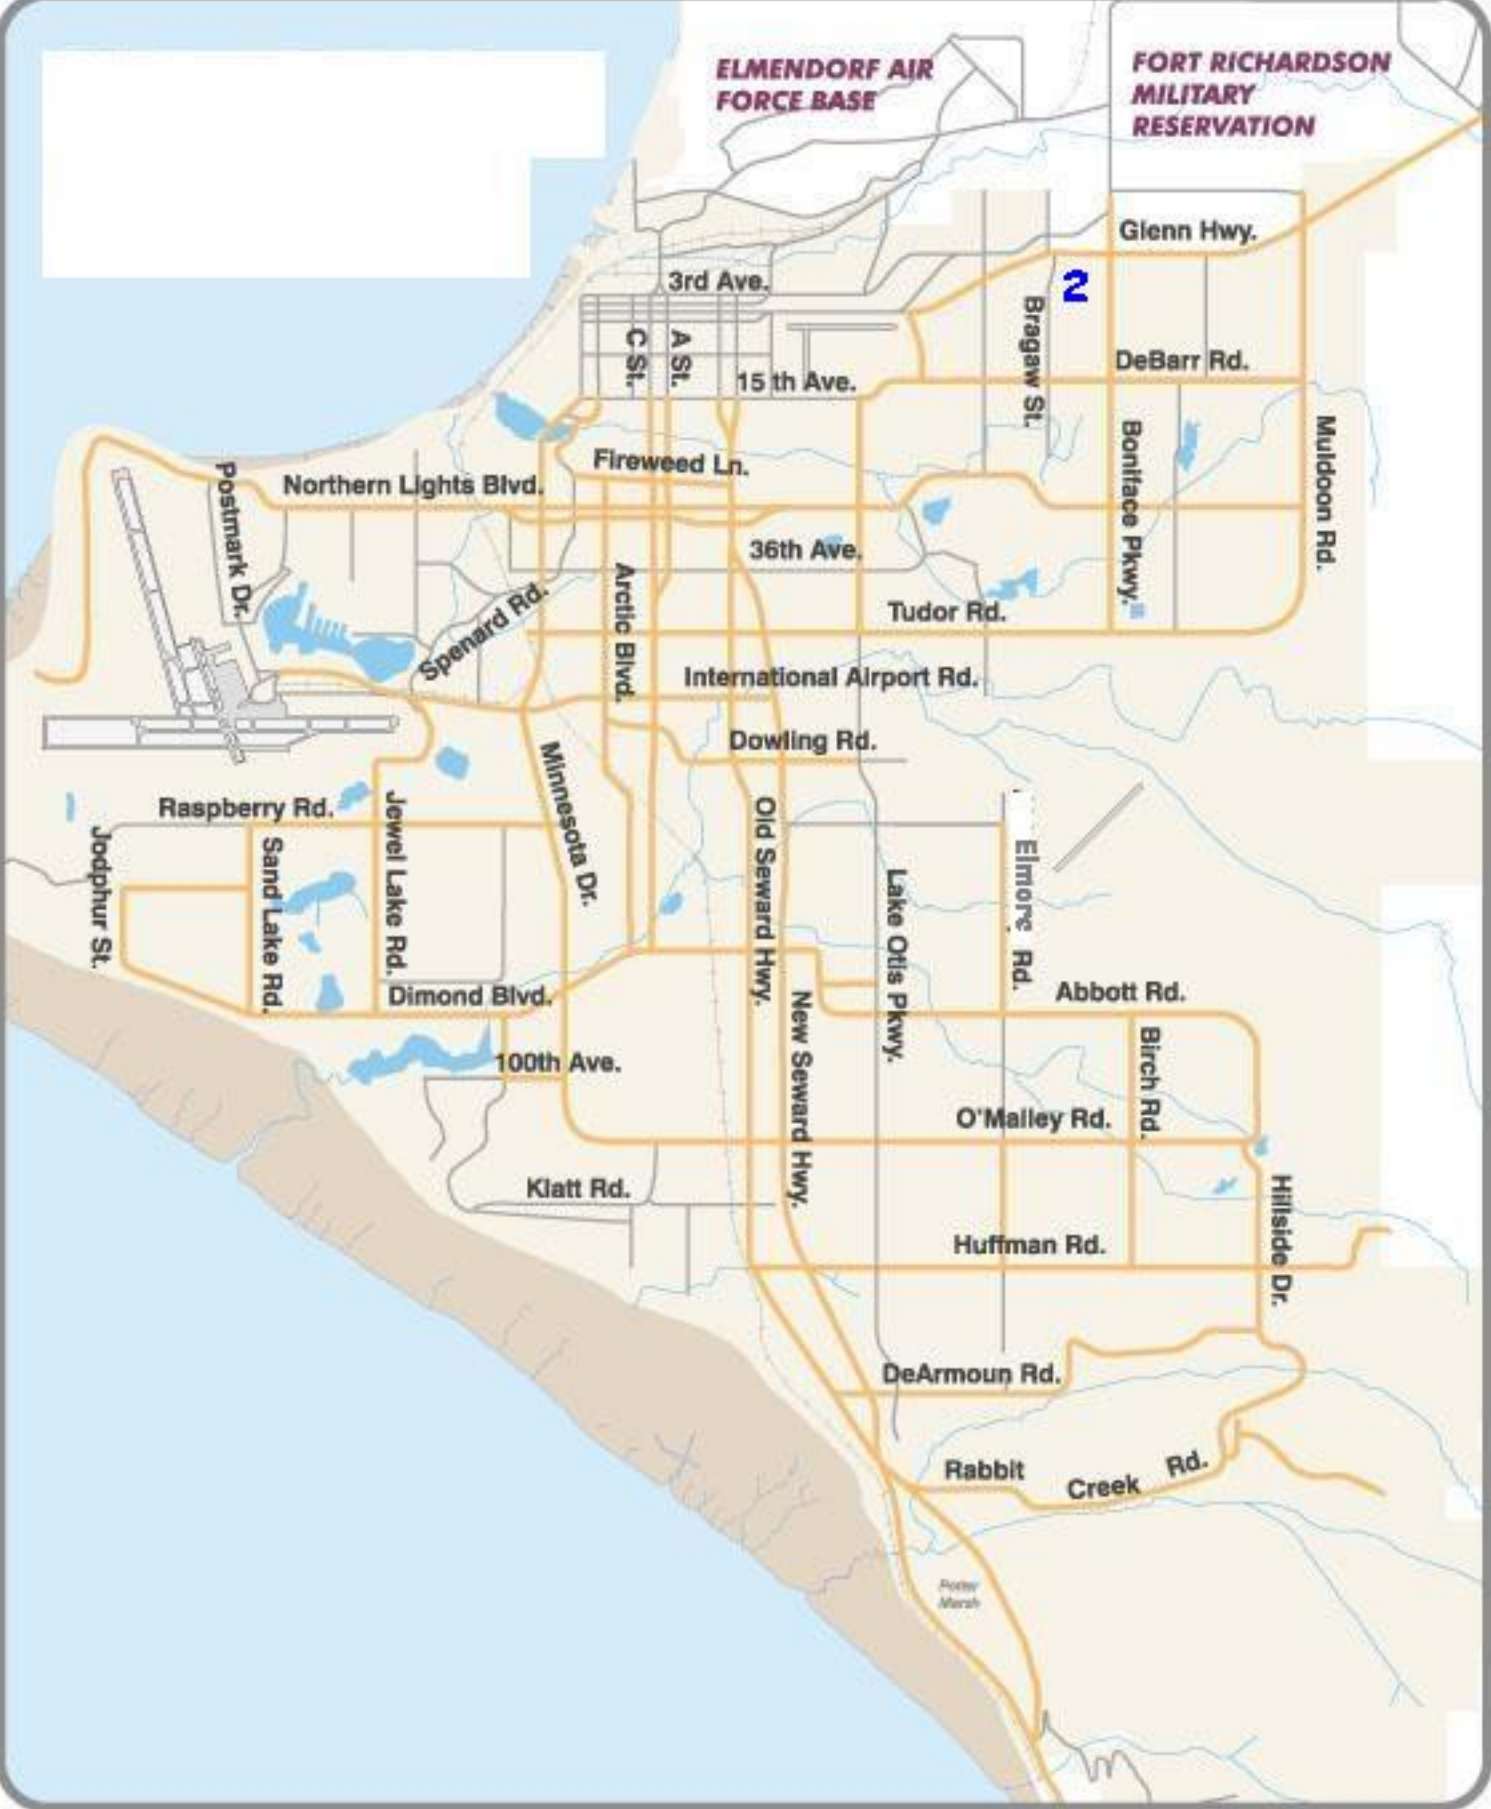 ELMENDORF AIR
FORCE BASE
FORT RICHARDSON
MILITARY
RESERVATION
Glenn Hwy.
3rd Ave.
2
Bragaw St.
C St.
A St.
DeBarr Rd.
15 th Ave.
Muldoon Rd.
Boniface Pkwy.
Fireweed Ln.
Postmark Dr.
Northern Lights Blvd.
36th Ave.
Arctic Blvd.
Spenard Rd.
Tudor Rd.
International Airport Rd.
Dowling Rd.
Minnesota Dr.
Raspberry Rd.
Jewel Lake Rd.
Old Seward Hwy.
Jodphur St.
Sand Lake Rd.
Elmore Rd.
Lake Otis Pkwy.
Dimond Blvd.
Abbott Rd.
New Seward Hwy.
Birch Rd.
100th Ave.
O'Malley Rd.
Klatt Rd.
Hillside Dr.
Huffman Rd.
DeArmoun Rd.
Rabbit Creek Rd.
Potter
Marsh